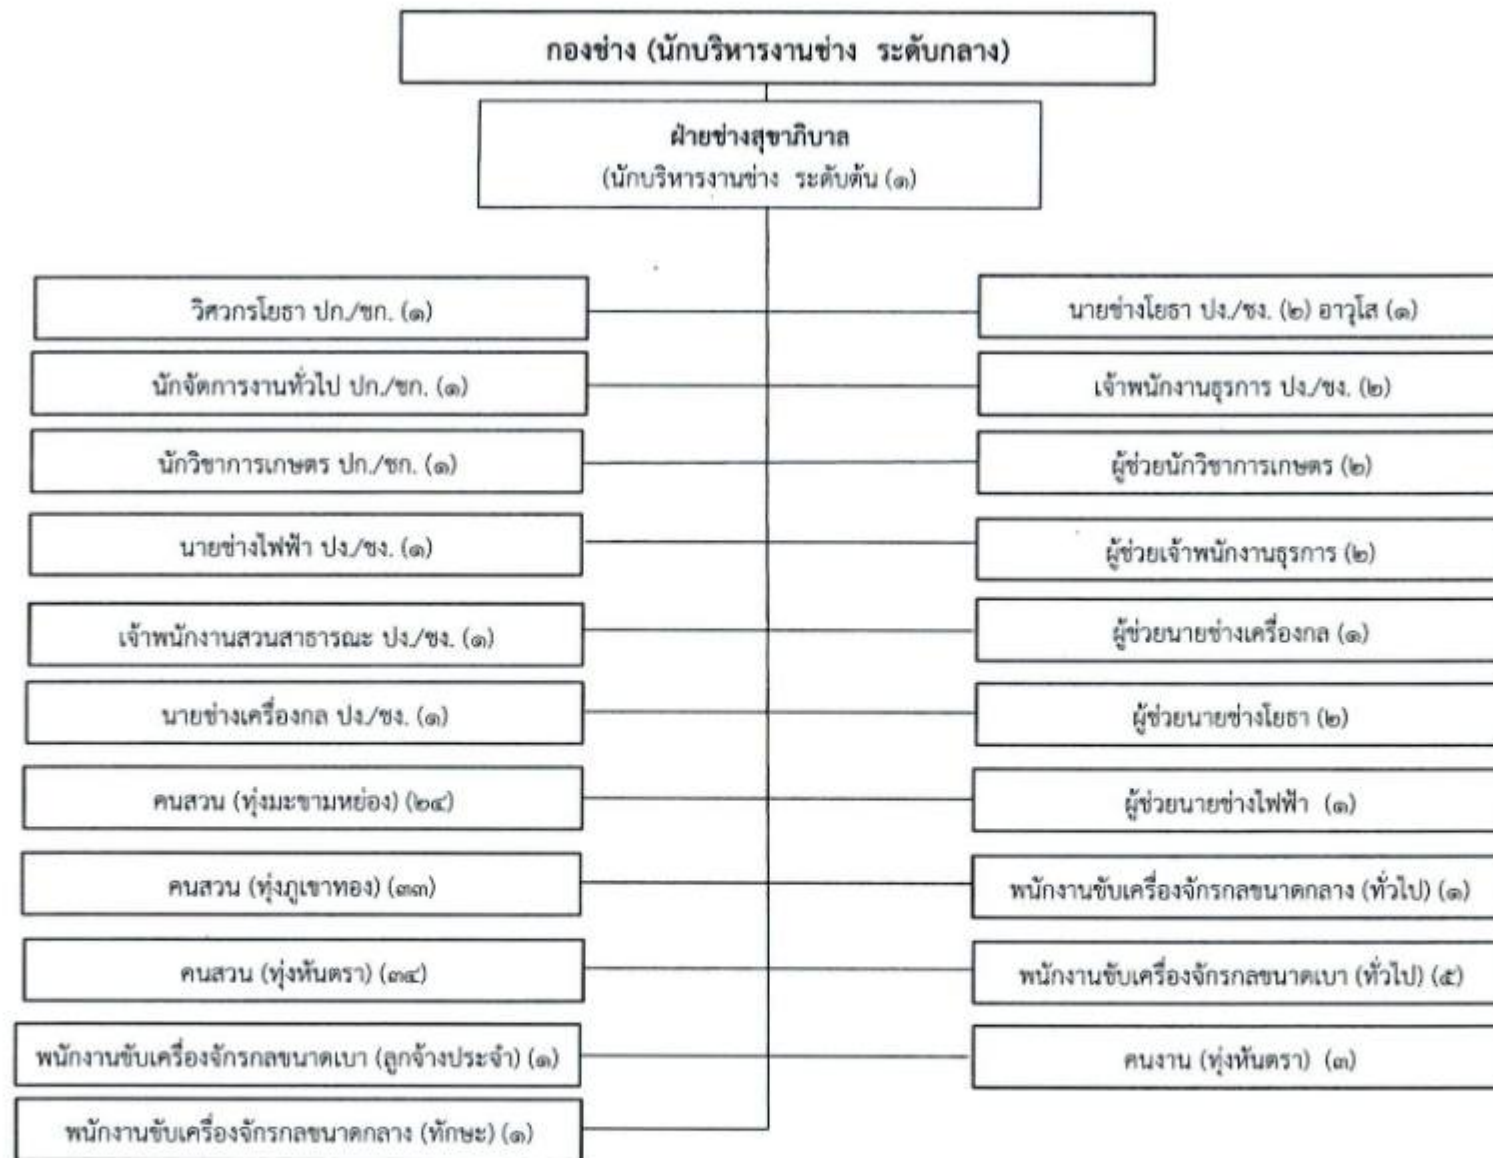 กองช่าง (นักบริหารงานช่าง ระดับกลาง)
ฝ่ายช่างสุขาภิบาล
(นักบริหารงานช่าง ระดับต้น (๑)
วิศวกรโยธา ปก./ชก. (๑)
นายช่างโยธา ปง./ชง. (๒) อาวุโส (๑)
นักจัดการงานทั่วไป ปก./ชก. (๑)
เจ้าพนักงานธุรการ ปง./ชง. (๒)
นักวิชาการเกษตร ปก./ชก. (๑)
ผู้ช่วยนักวิชาการเกษตร (๒)
นายช่างไฟฟ้า ปง./ชง. (๑)
ผู้ช่วยเจ้าพนักงานธุรการ (๒)
เจ้าพนักงานสวนสาธารณะ ปง./ชง. (๑)
ผู้ช่วยนายช่างเครื่องกล (๑)
นายช่างเครื่องกล ปง./ชง. (๑)
ผู้ช่วยนายช่างโยธา (๒)
คนสวน (ทุ่งมะขามหย่อง) (๒๔)
ผู้ช่วยนายช่างไฟฟ้า (๑)
คนสวน (ทุ่งภูเขาทอง) (๓๓)
พนักงานขับเครื่องจักรกลขนาดกลาง (ทั่วไป) (๑)
คนสวน (ทุ่งหันตรา) (๓๔)
พนักงานขับเครื่องจักรกลขนาดเบา (ทั่วไป) (๕)
พนักงานขับเครื่องจักรกลขนาดเบา (ลูกจ้างประจำ) (๑)
คนงาน (ทุ่งหันตรา) (๓)
พนักงานขับเครื่องจักรกลขนาดกลาง (ทักษะ) (๑)